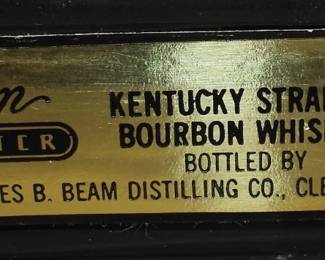 KENTUCKY STRA
BOURBON WHIS
BOTTLED BY
ES B. BEAM DISTILLING CO., CLE